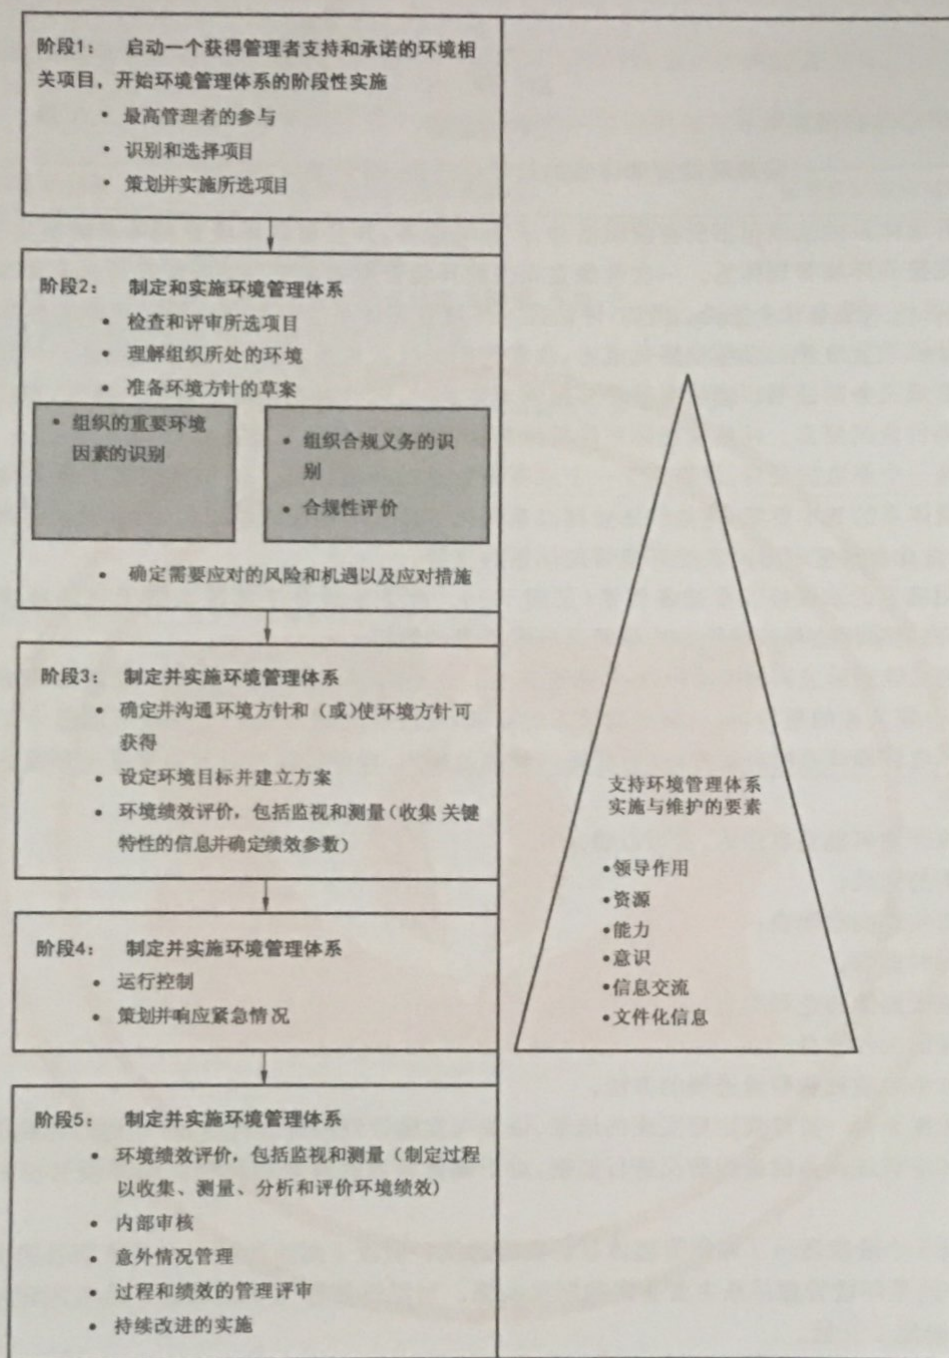 阶段1： 启动一个获得管理者支持和承诺的环境相
关项目，开始环境管理体系的阶段性实施
• 最高管理者的参与
• 识别和选择项目
• 策划并实施所选项目
阶段2： 制定和实施环境管理体系
• 检查和评审所选项目
• 理解组织所处的环境
• 准备环境方针的草案
• 组织的重要环境
因素的识别
• 组织合规义务的识
别
• 合规性评价
• 确定需要应对的风险和机遇以及应对措施
阶段3： 制定并实施环境管理体系
• 确定并沟通环境方针和（或）使环境方针可
获得
• 设定环境目标并建立方案
• 环境绩效评价，包括监视和测量（收集 关键
特性的信息并确定绩效参数）
阶段4： 制定并实施环境管理体系
• 运行控制
• 策划并响应紧急情况
阶段5： 制定并实施环境管理体系
• 环境绩效评价，包括监视和测量（制定过程
以收集、测量、分析和评价环境绩效）
• 内部审核
• 意外情况管理
• 过程和绩效的管理评审
• 持续改进的实施
支持环境管理体系
实施与维护的要素
•领导作用
•资源
•能力
•意识
•信息交流
•文件化信息